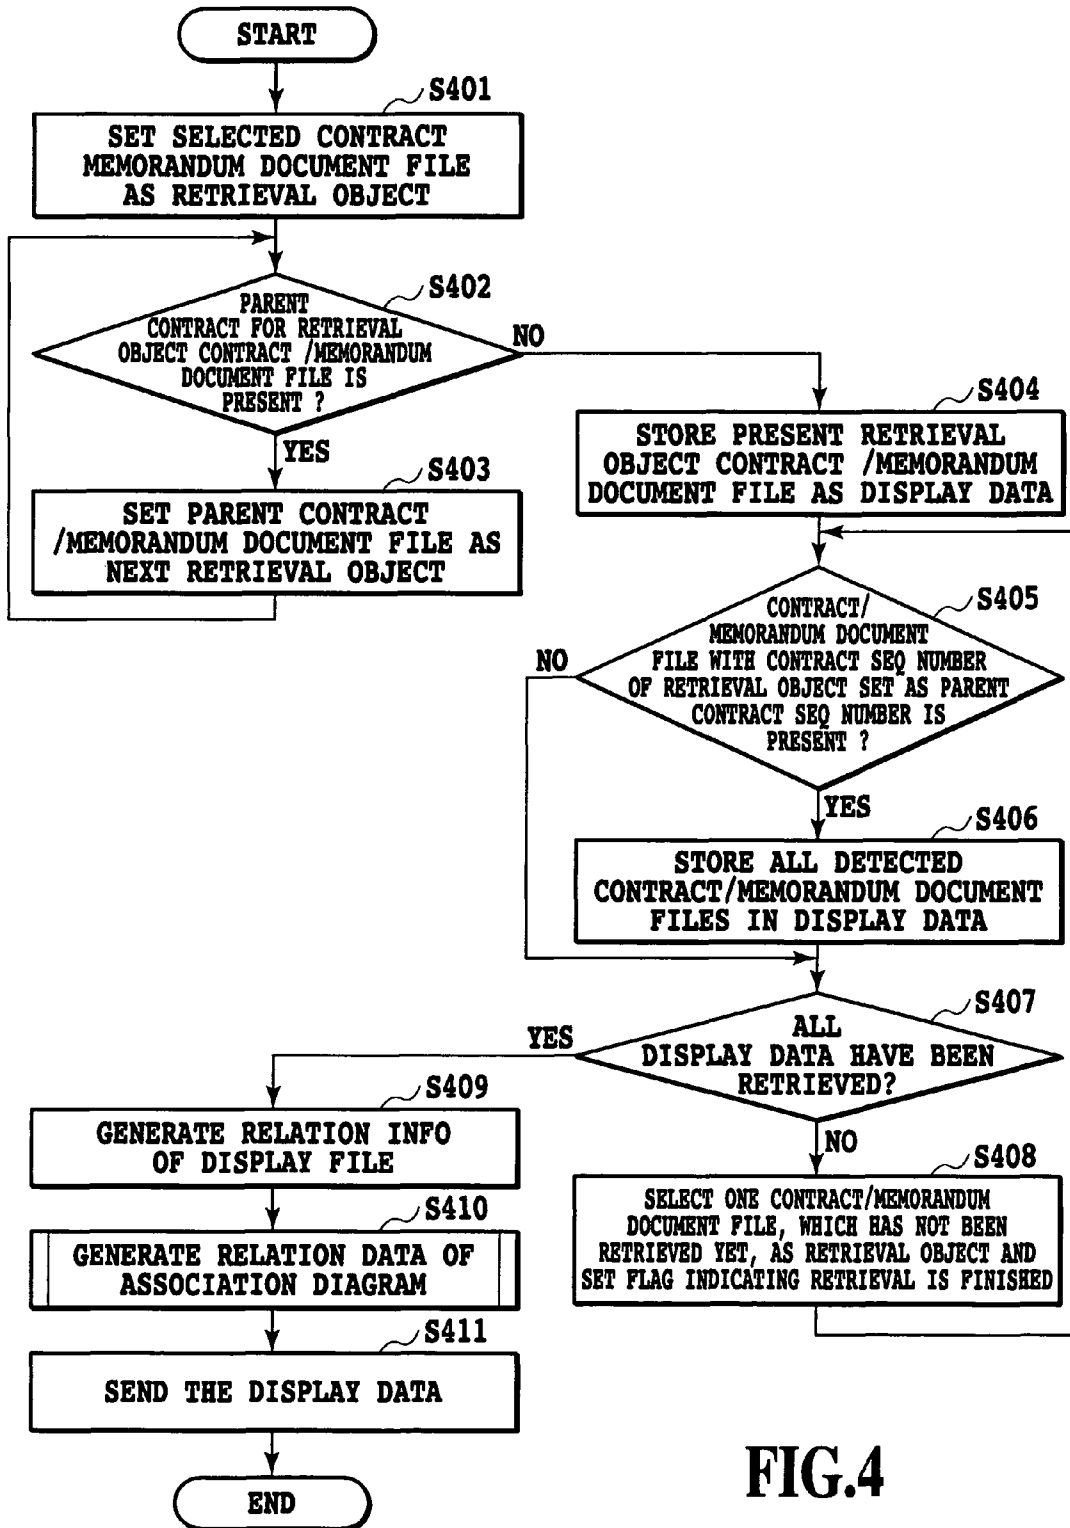 START
S401
SET SELECTED CONTRACT
MEMORANDUM DOCUMENT FILE
AS RETRIEVAL OBJECT
S402
PARENT
CONTRACT FOR RETRIEVAL
OBJECT CONTRACT /MEMORANDUM
DOCUMENT FILE IS
PRESENT ?
NO
YES
S403
SET PARENT CONTRACT
/MEMORANDUM DOCUMENT FILE AS
NEXT RETRIEVAL OBJECT
S404
STORE PRESENT RETRIEVAL
OBJECT CONTRACT /MEMORANDUM
DOCUMENT FILE AS DISPLAY DATA
S405
CONTRACT/
MEMORANDUM DOCUMENT
FILE WITH CONTRACT SEQ NUMBER
OF RETRIEVAL OBJECT SET AS PARENT
CONTRACT SEQ NUMBER IS
PRESENT ?
NO
YES
S406
STORE ALL DETECTED
CONTRACT/MEMORANDUM DOCUMENT
FILES IN DISPLAY DATA
S407
ALL
DISPLAY DATA HAVE BEEN
RETRIEVED?
YES
NO
S408
SELECT ONE CONTRACT/MEMORANDUM
DOCUMENT FILE, WHICH HAS NOT BEEN
RETRIEVED YET, AS RETRIEVAL OBJECT AND
SET FLAG INDICATING RETRIEVAL IS FINISHED
S409
GENERATE RELATION INFO
OF DISPLAY FILE
S410
GENERATE RELATION DATA OF
ASSOCIATION DIAGRAM
S411
SEND THE DISPLAY DATA
END
FIG.4